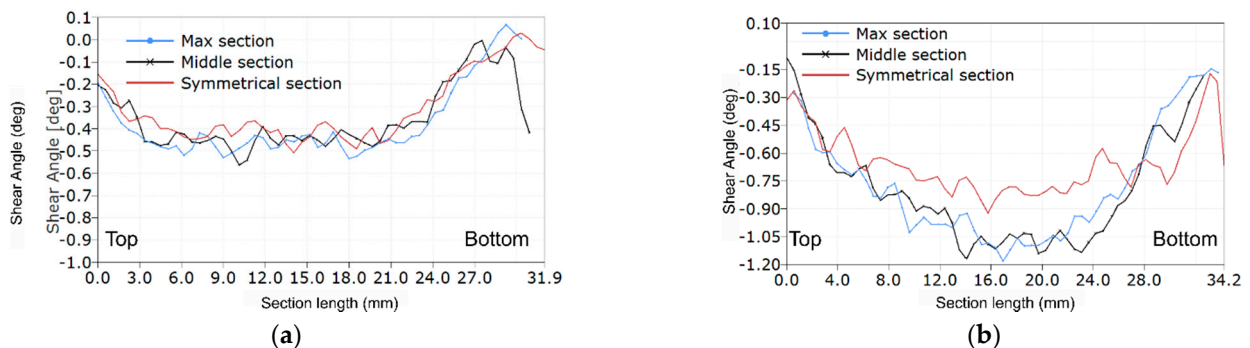 0.1
0.0
-0.1
-0.2
-0.3
-0.4
-0.5
-0.6
-0.7
-0.8
-0.9
-1.0
Shear Angle (deg)
Shear Angle [deg]
Max section
Middle section
Symmetrical section
Top
Bottom
0.0 3.0 6.0 9.0 12.0 15.0 18.0 21.0 24.0 27.0 31.9
Section length (mm)
(a)
0.10
-0.15
-0.30
-0.45
-0.60
-0.75
-0.90
-1.05
-1.20
Shear Angle (deg)
Max section
Middle section
Symmetrical section
Top
Bottom
0.0 4.0 8.0 12.0 16.0 20.0 24.0 28.0 34.2
Section length (mm)
(b)